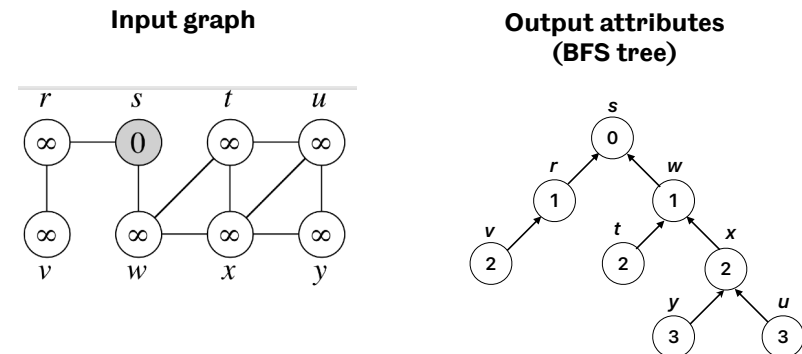 Input graph
Output attributes
(BFS tree)
r s t u
∞ 0 ∞ ∞
∞ ∞ ∞ ∞
v w x y
s
0
r w
1 1
v t x
2 2 2
y u
3 3